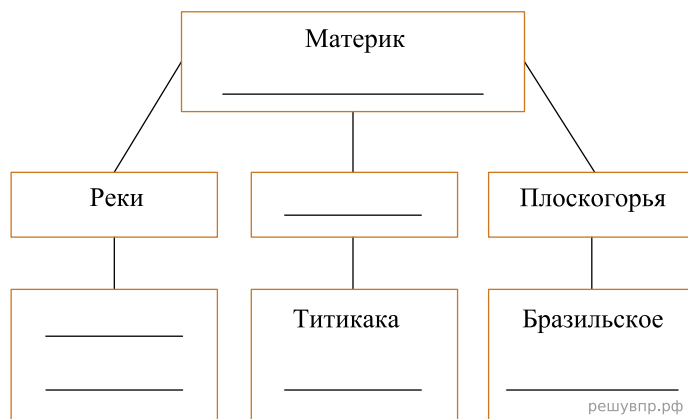 Материк
Реки
Плоскогорья
Титикака
Бразильское
решувпр.рф